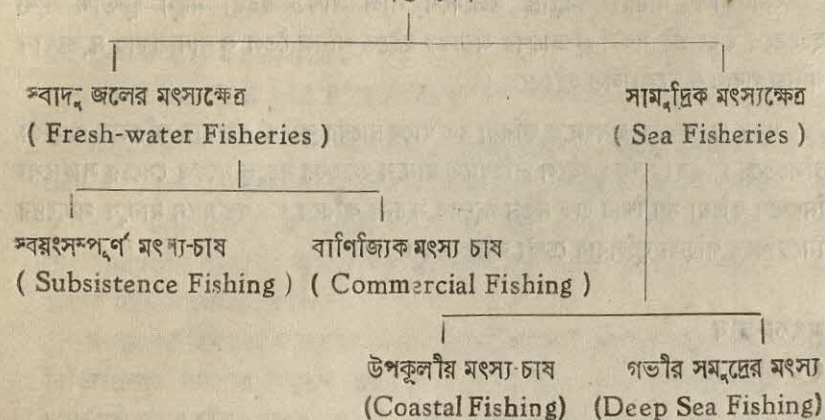 স্বাদু জলের মৎস্যক্ষেত্র
( Fresh-water Fisheries )
সামুদ্রিক মৎস্যক্ষেত্র
( Sea Fisheries )
স্বয়ংসম্পূর্ণ মৎস্য-চাষ
( Subsistence Fishing )
বাণিজ্যিক মৎস্য চাষ
( Commercial Fishing )
উপকূলীয় মৎস্য-চাষ
(Coastal Fishing)
গভীর সমুদ্রের মৎস্য
(Deep Sea Fishing)